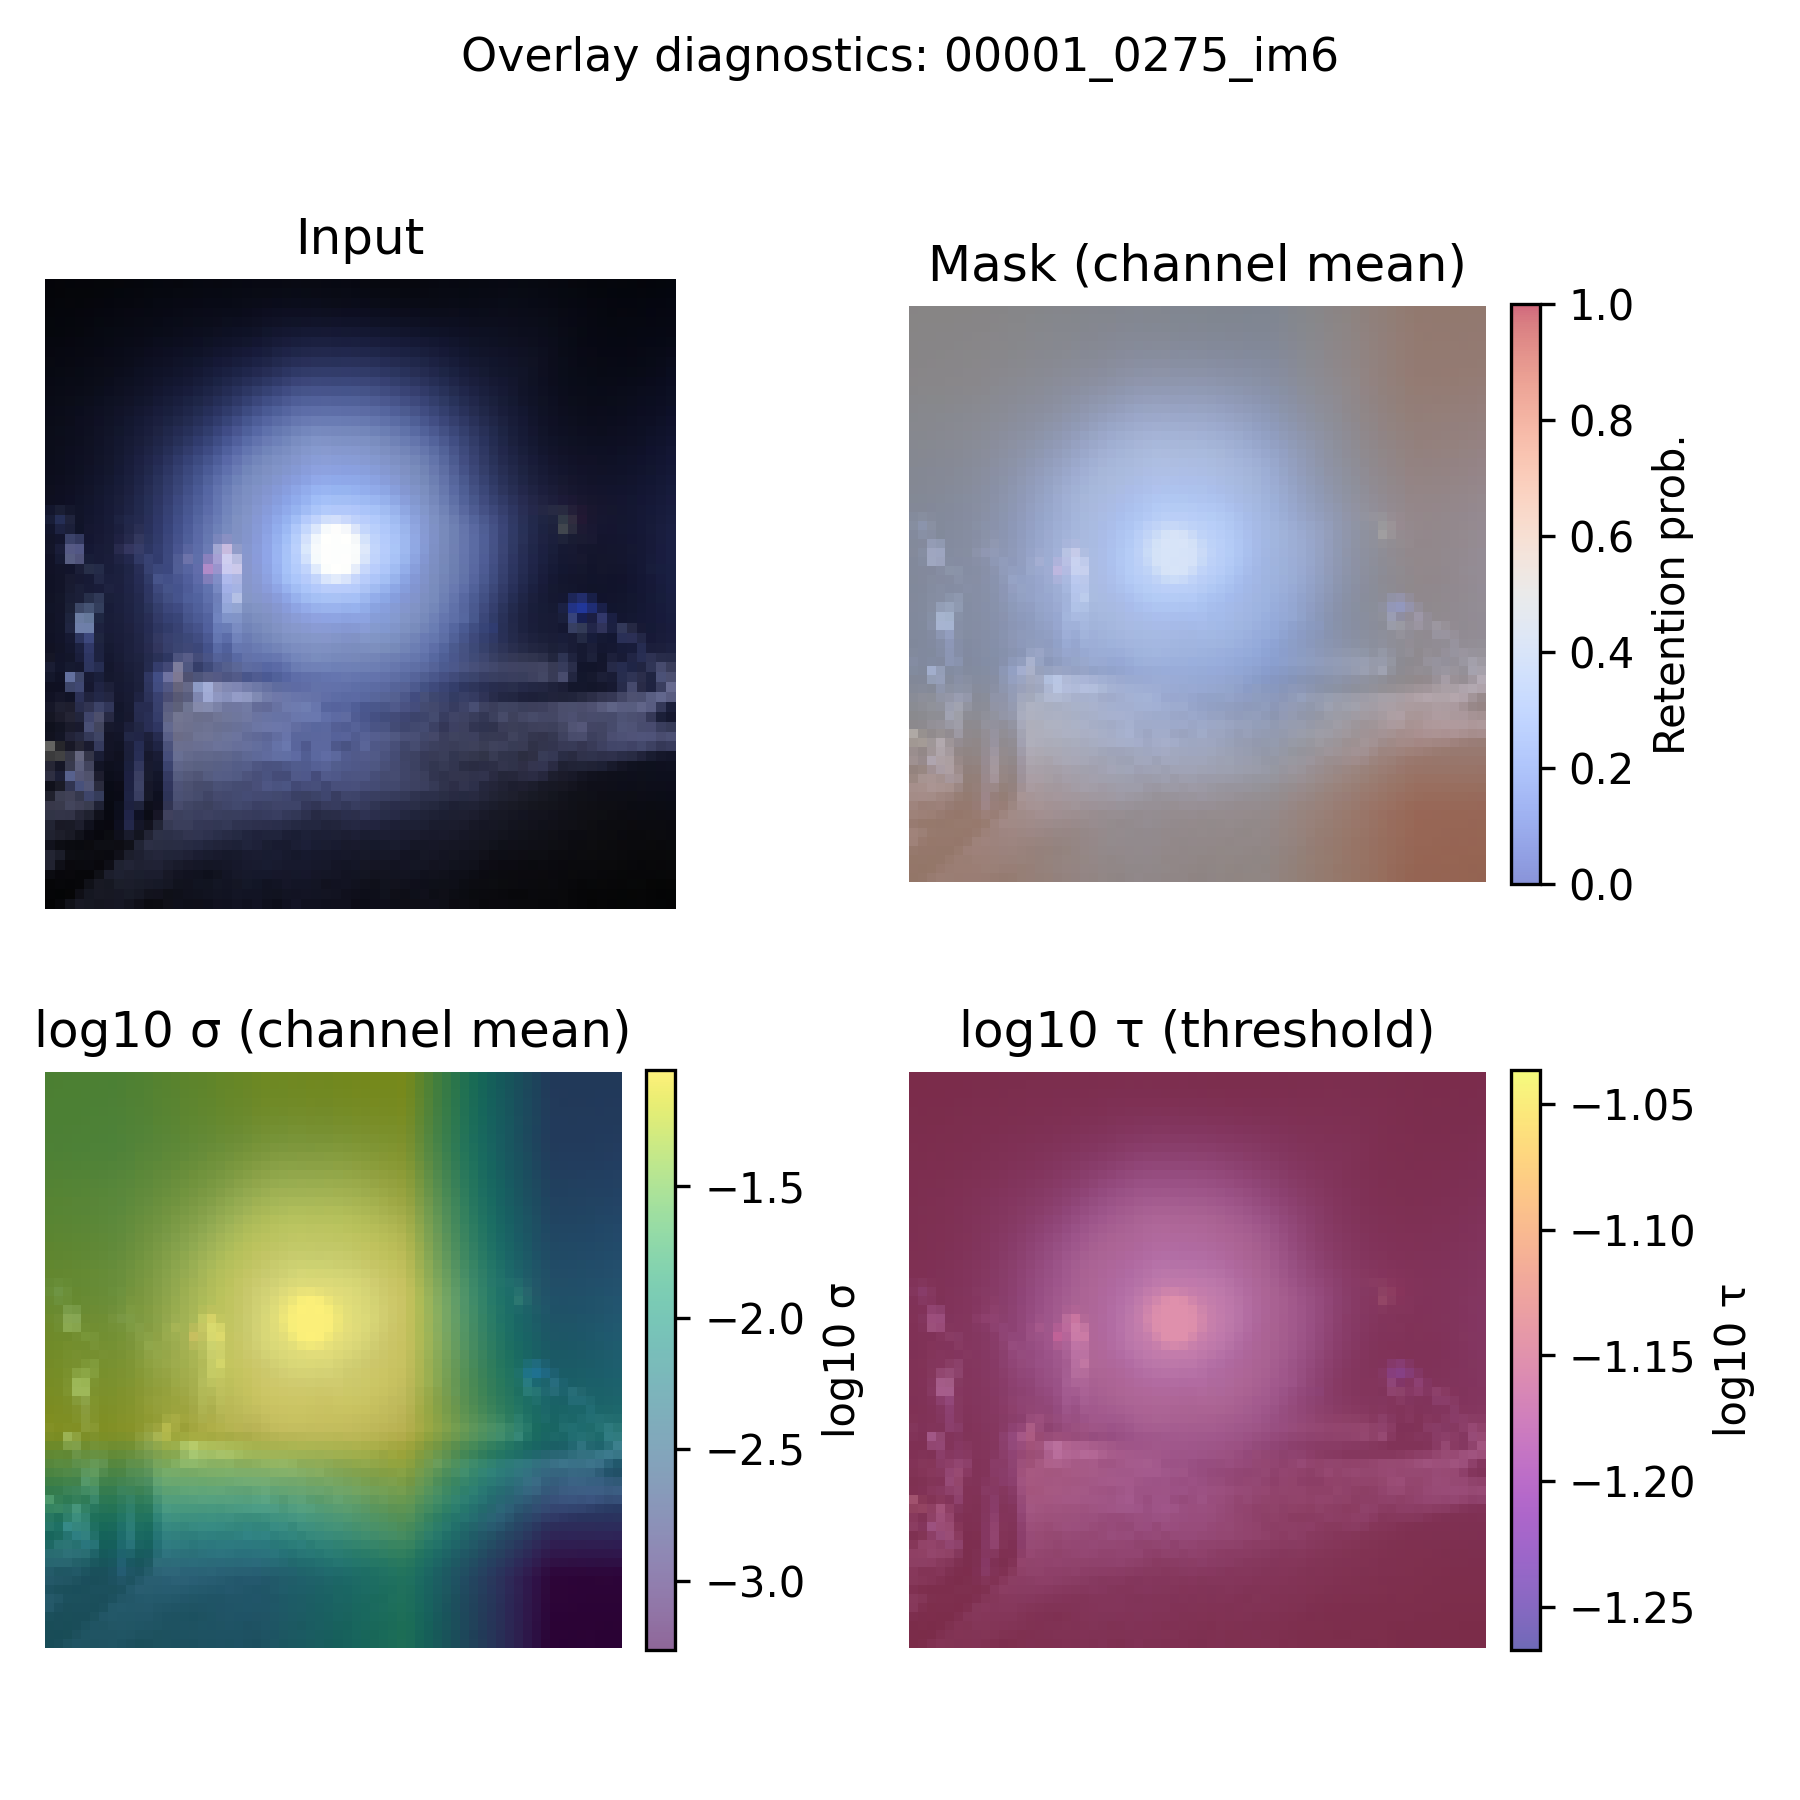 Overlay diagnostics: 00001_0275_im6
Input
Mask (channel mean)
1.0
0.8
0.6
0.4
0.2
0.0
Retention prob.
log10 σ (channel mean)
−1.5
−2.0
−2.5
−3.0
log10 σ
log10 τ (threshold)
−1.05
−1.10
−1.15
−1.20
−1.25
log10 τ